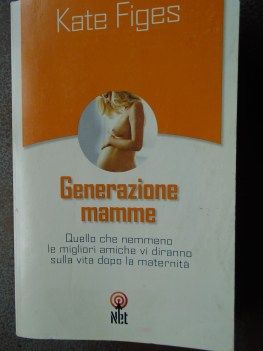 Kate Figes
Generazione
mamme
Quello che nemmeno
le migliori amiche vi diranno
sulla vita dopo la maternità
Net